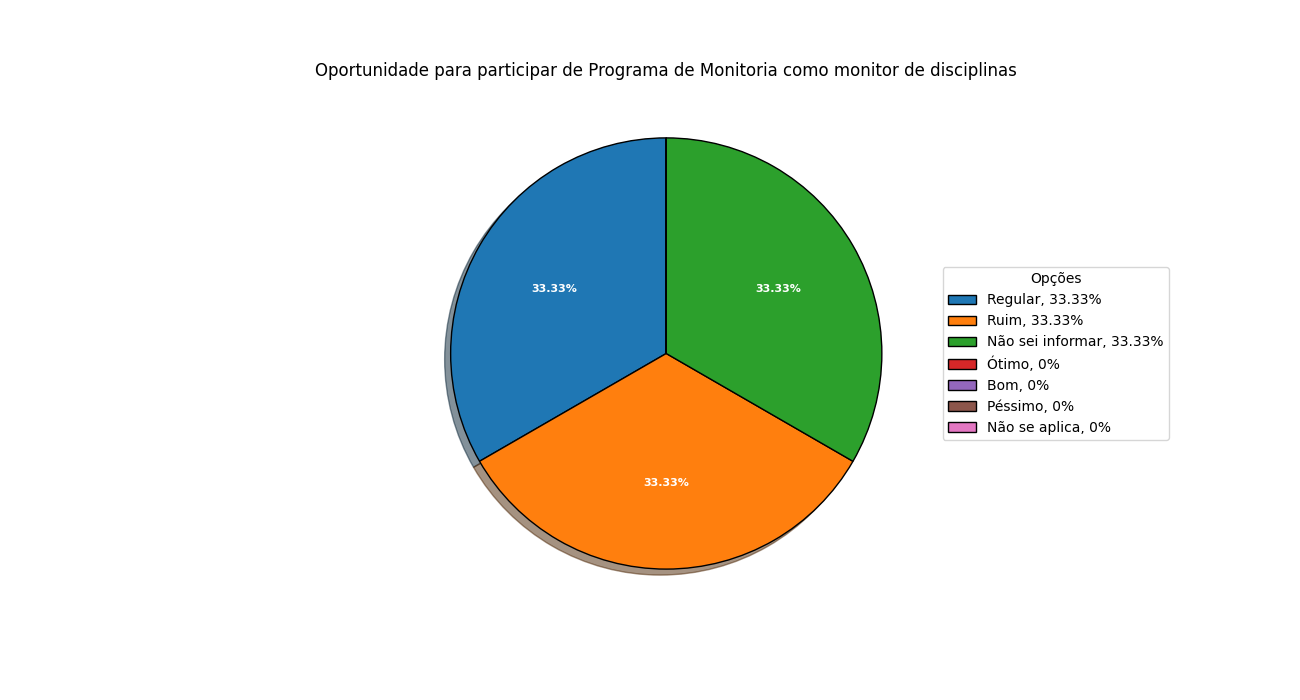 Oportunidade para participar de Programa de Monitoria como monitor de disciplinas
33.33%
33.33%
33.33%
Opções
Regular, 33.33%
Ruim, 33.33%
Não sei informar, 33.33%
Ótimo, 0%
Bom, 0%
Péssimo, 0%
Não se aplica, 0%